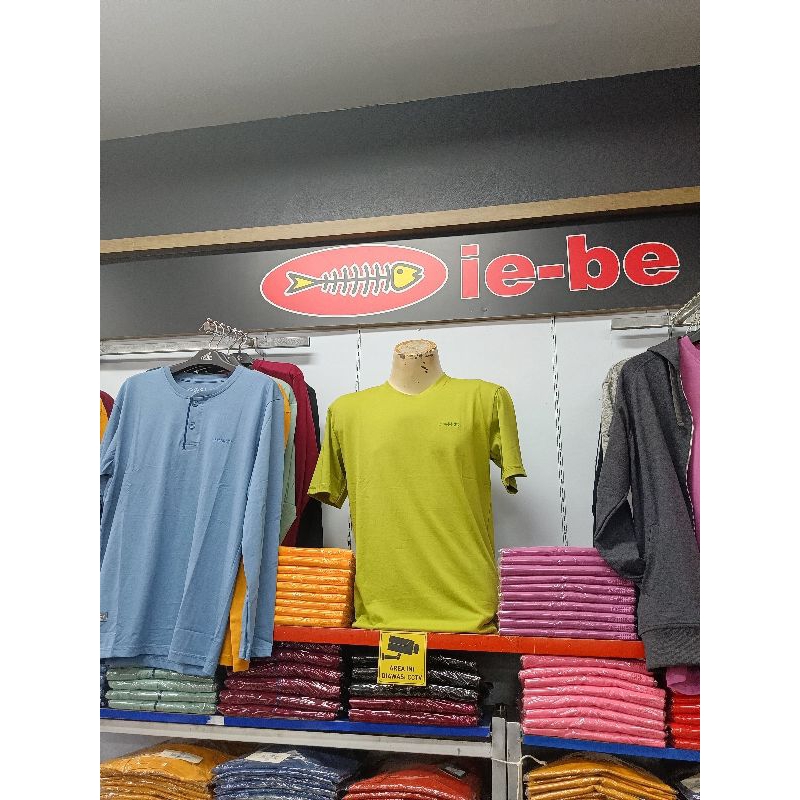 ie-be
AREA INI
DIAWASI CCTV